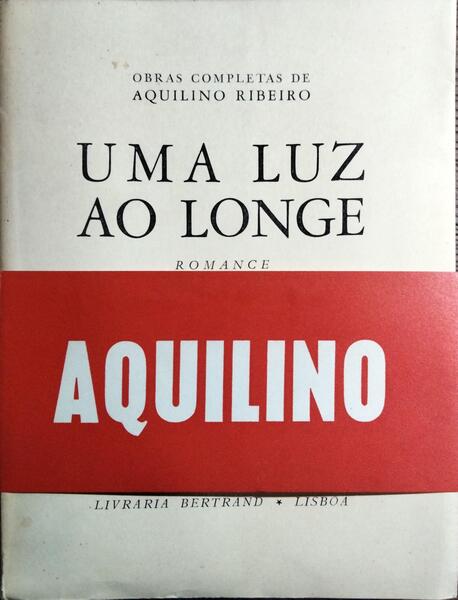 OBRAS COMPLETAS DE
AQUILINO RIBEIRO
UMA LUZ
AO LONGE
ROMANCE
AQUILINO
LIVRARIA BERTRAND ★ LISBOA